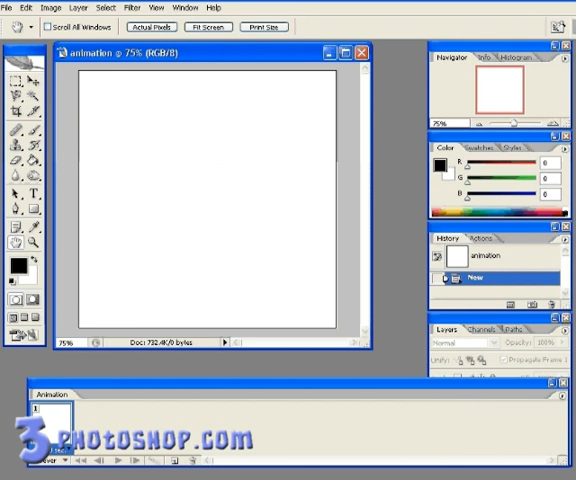 File Edit Image Layer Select Filter View Window Help
Scroll All Windows Actual Pixels Fit Screen Print Size
animation @ 75% (RGB/8)
Navigator Info Histogram
75%
Color Swatches Styles
R 0
G 0
B 0
History Actions
animation
New
75% Doc: 732.4K/0 bytes
Layers Channels Paths
Normal Opacity: 100%
Unify: Propagate Frame 1
Animation
1
3PHOTOSHOP.COM